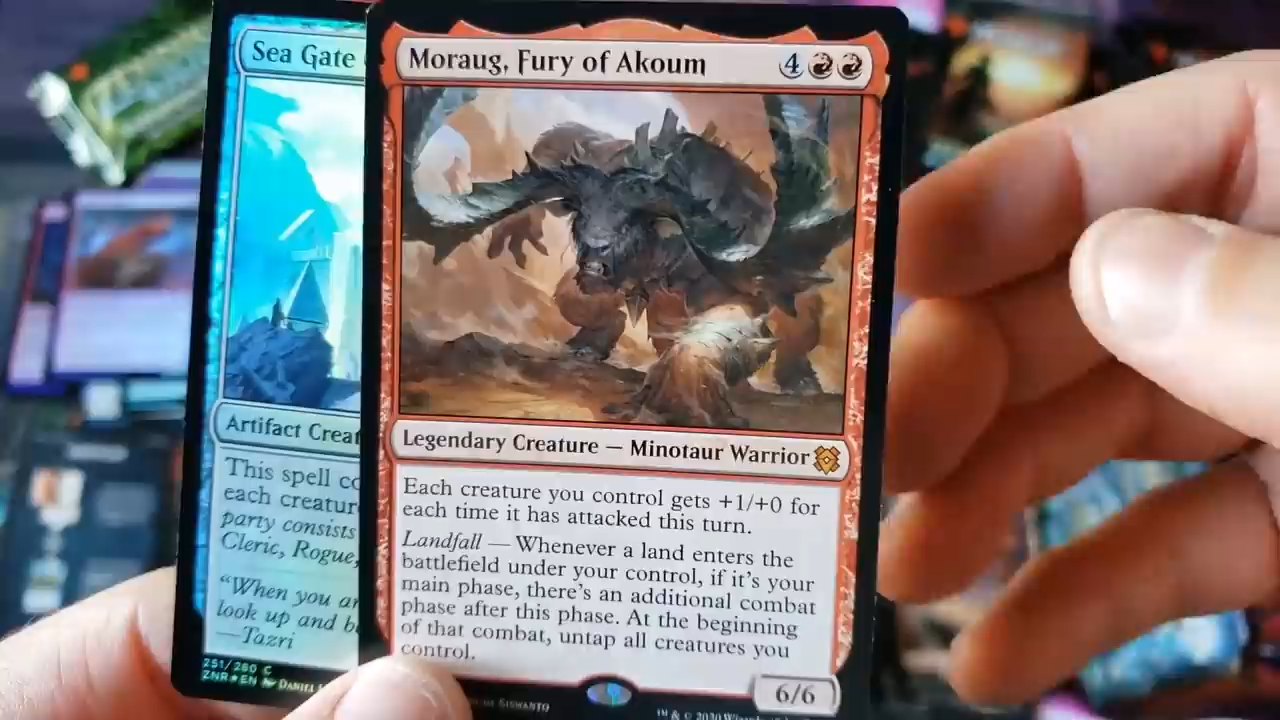 Sea Gate
Artifact Creat
This spell co
each creature
party consists
Cleric, Rogue,
"When you ar
look up and b
—Tazri
251/280 C
ZNR EN DANIEL
Moraug, Fury of Akoum
4
Legendary Creature — Minotaur Warrior
Each creature you control gets +1/+0 for
each time it has attacked this turn.
Landfall — Whenever a land enters the
battlefield under your control, if it's your
main phase, there's an additional combat
phase after this phase. At the beginning
of that combat, untap all creatures you
control.
6/6
SISWANTO
™ & © 2020 Wizards